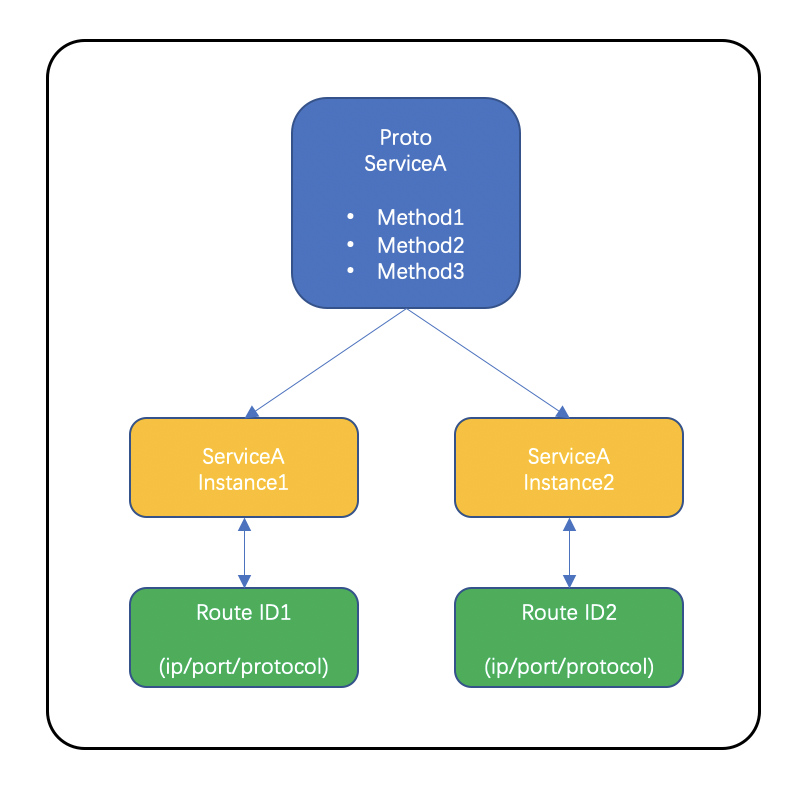 Proto
ServiceA
• Method1
• Method2
• Method3
ServiceA
Instance1
ServiceA
Instance2
Route ID1
(ip/port/protocol)
Route ID2
(ip/port/protocol)